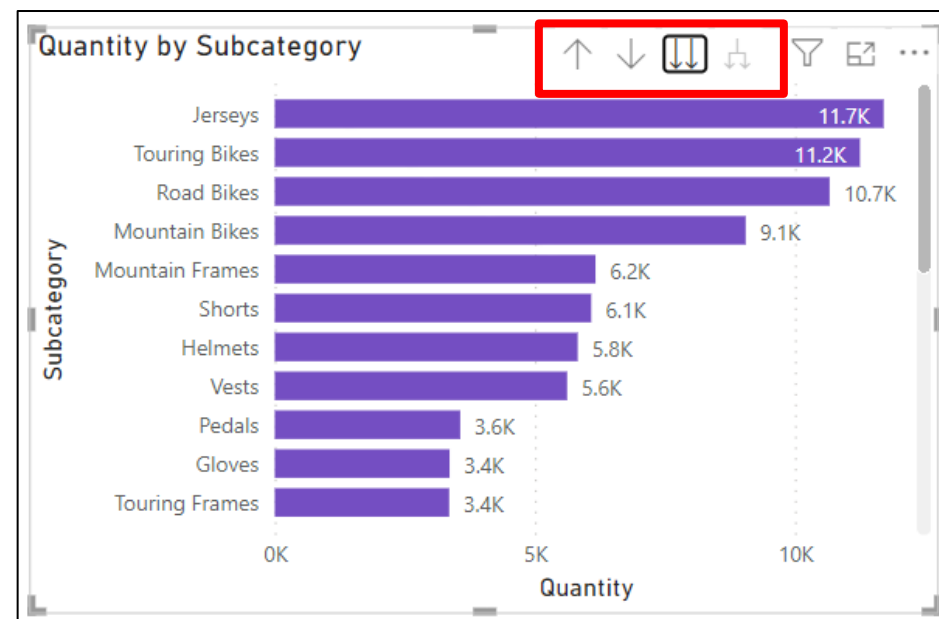 Quantity by Subcategory
Jerseys 11.7K
Touring Bikes 11.2K
Road Bikes 10.7K
Mountain Bikes 9.1K
Mountain Frames 6.2K
Shorts 6.1K
Helmets 5.8K
Vests 5.6K
Pedals 3.6K
Gloves 3.4K
Touring Frames 3.4K
Subcategory
0K 5K 10K
Quantity